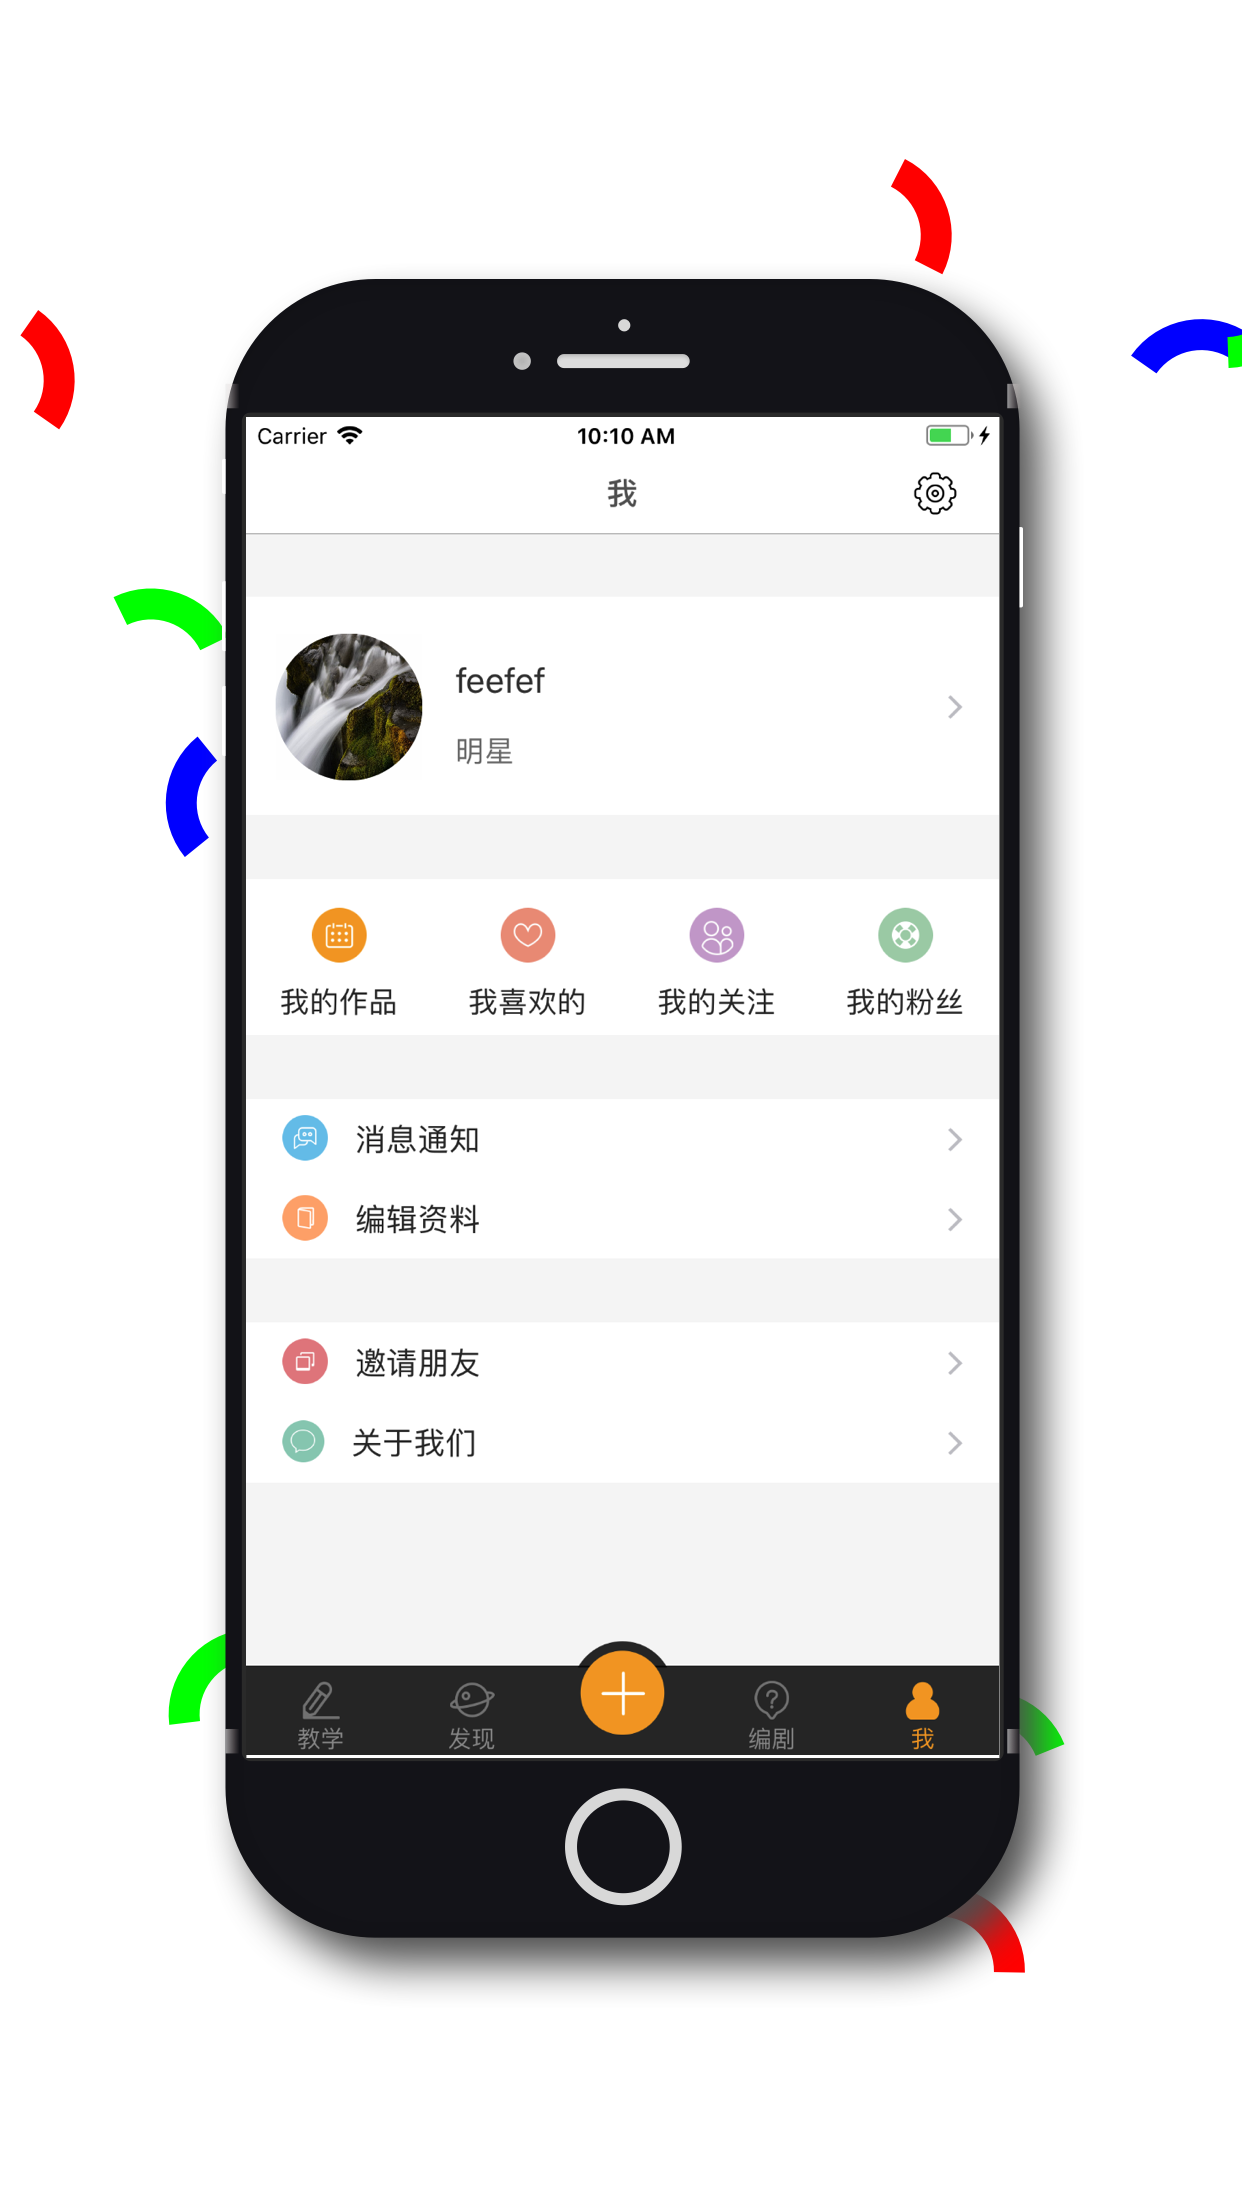 Carrier 10:10 AM
我
feefef
明星
我的作品 我喜欢的 我的关注 我的粉丝
消息通知
编辑资料
邀请朋友
关于我们
教学 发现 编剧 我